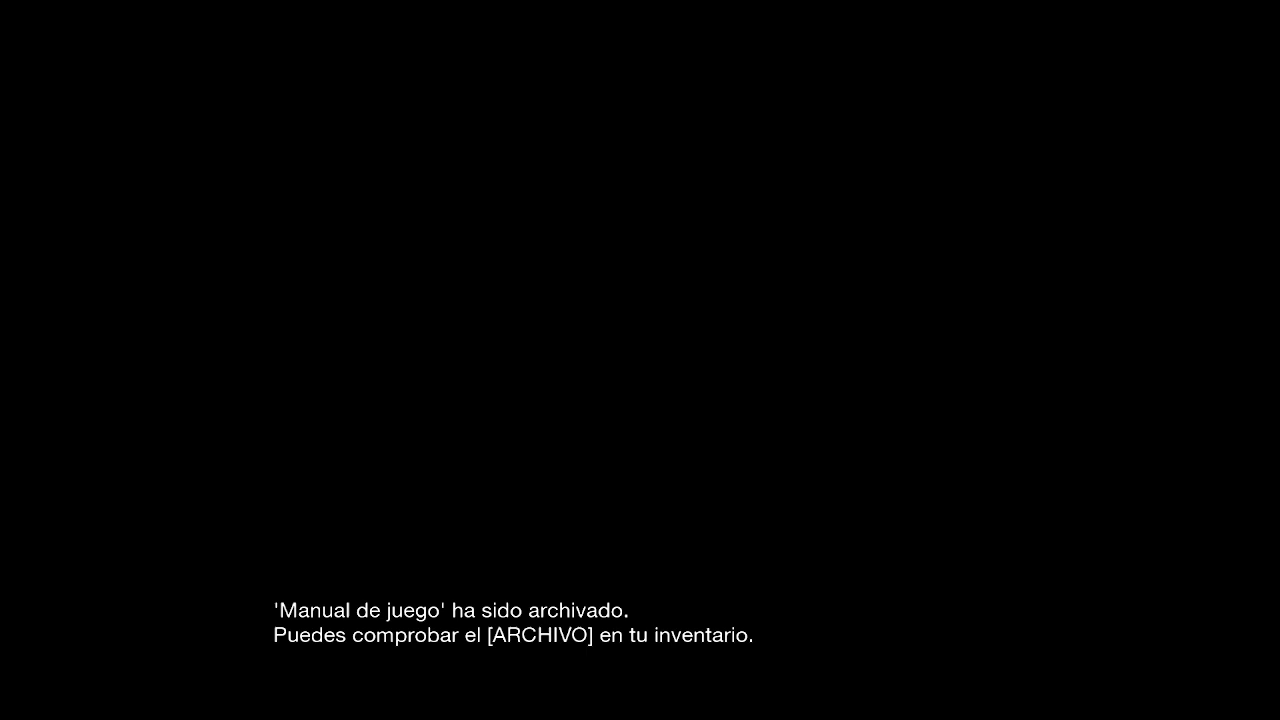 'Manual de juego' ha sido archivado.
Puedes comprobar el [ARCHIVO] en tu inventario.